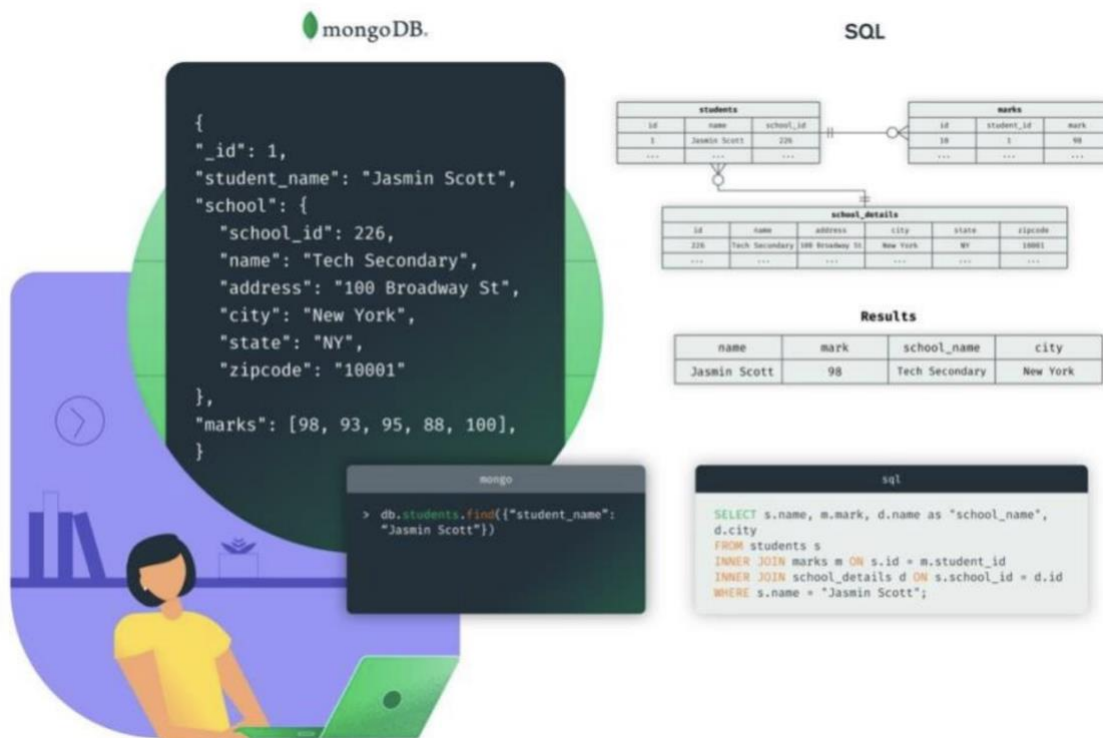 mongoDB.
{
"_id": 1,
"student_name": "Jasmin Scott",
"school": {
"school_id": 226,
"name": "Tech Secondary",
"address": "100 Broadway St",
"city": "New York",
"state": "NY",
"zipcode": "10001"
},
"marks": [98, 93, 95, 88, 100],
}
mongo
> db.students.find({“student_name”:
“Jasmin Scott”})
SQL
students
id name school_id
1 Jasmin Scott 226
... ... ...
marks
id student_id mark
10 1 98
... ... ...
school_details
id name address city state zipcode
226 Tech Secondary 100 Broadway St. New York NY 10001
... ... ... ... ... ...
Results
name mark school_name city
Jasmin Scott 98 Tech Secondary New York
sql
SELECT s.name, m.mark, d.name as "school_name",
d.city
FROM students s
INNER JOIN marks m ON s.id = m.student_id
INNER JOIN school_details d ON s.school_id = d.id
WHERE s.name = "Jasmin Scott";